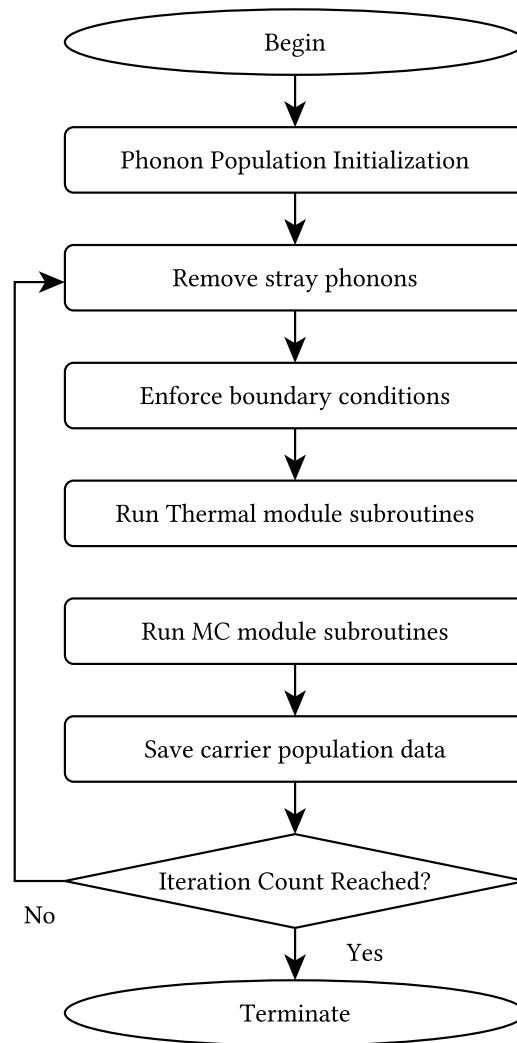 Begin
Phonon Population Initialization
Remove stray phonons
Enforce boundary conditions
Run Thermal module subroutines
Run MC module subroutines
Save carrier population data
Iteration Count Reached?
No
Yes
Terminate